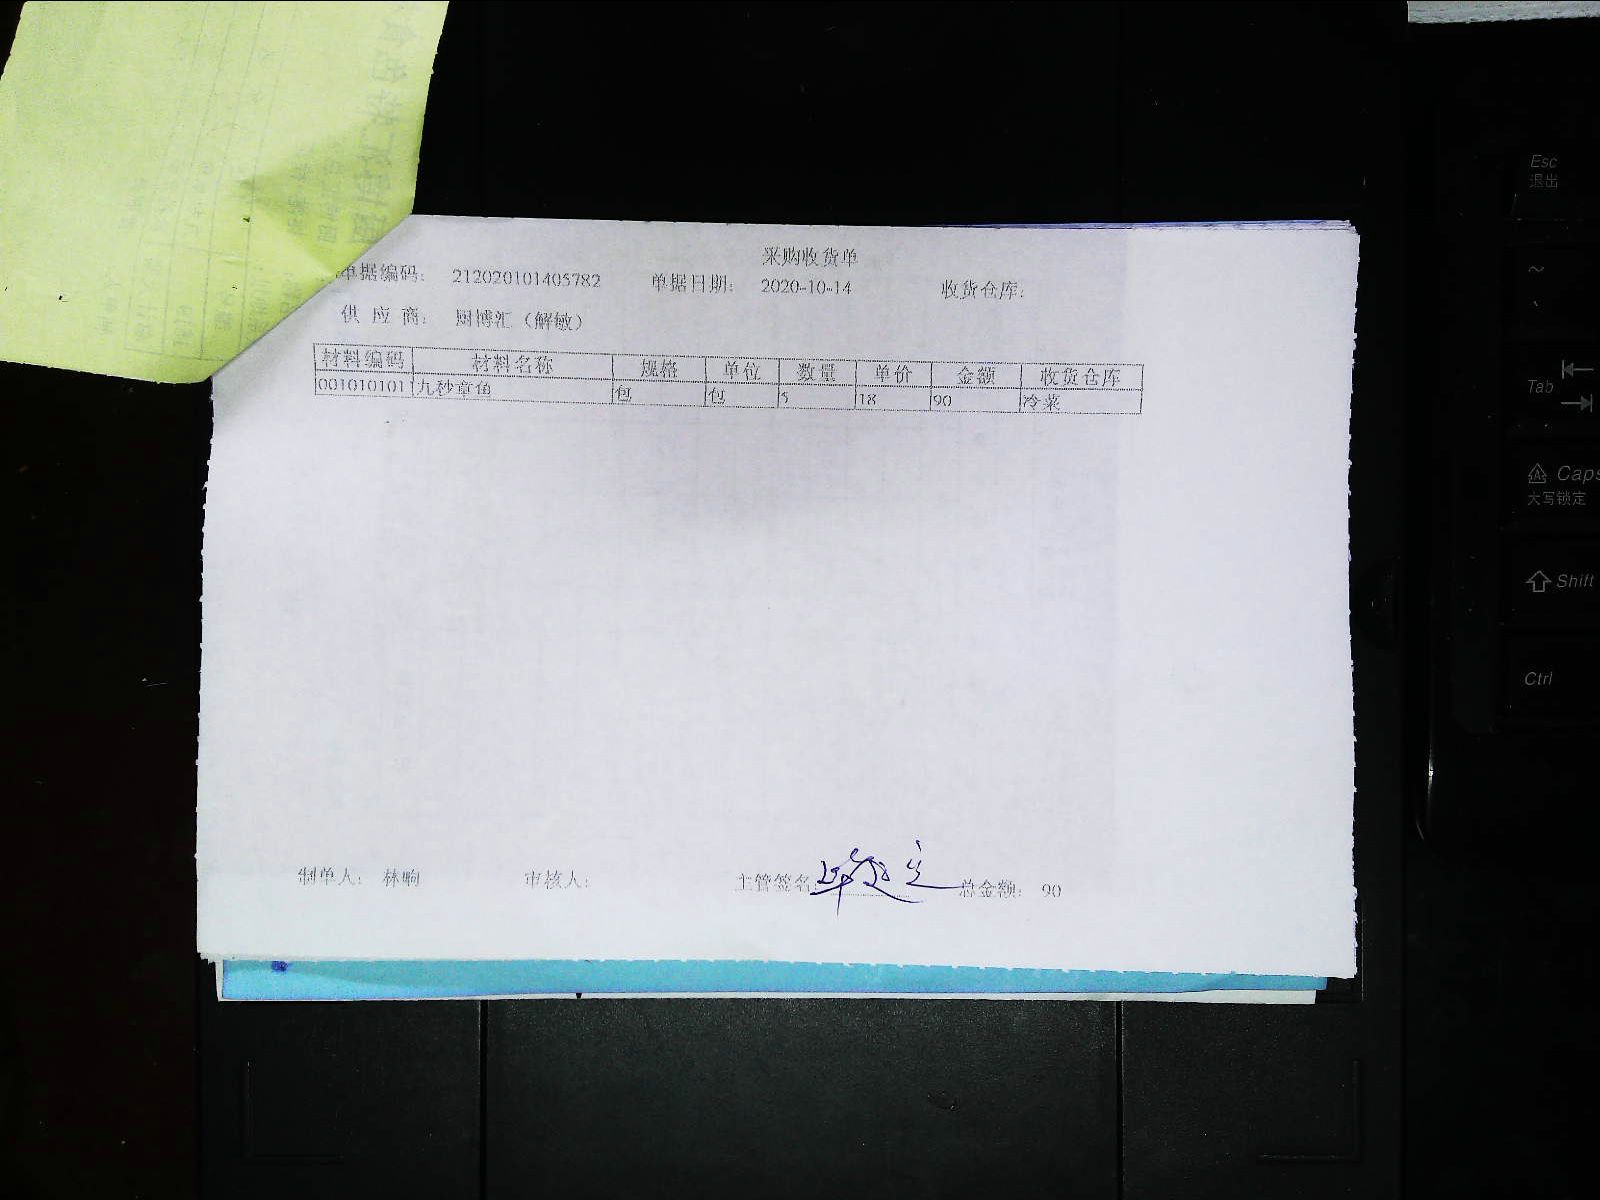 采购收货单
单据编码： 212020101405782 单据日期： 2020-10-14 收货仓库：
供 应 商： 厨博汇（解敏）
材料编码 材料名称 规格 单位 数量 单价 金额 收货仓库
001010101 九秒章鱼 包 包 5 18 90 冷菜
制单人： 林晌 审核人： 主管签名： 总金额： 90
Esc
退出
~
Tab
Caps
大写锁定
Shift
Ctrl